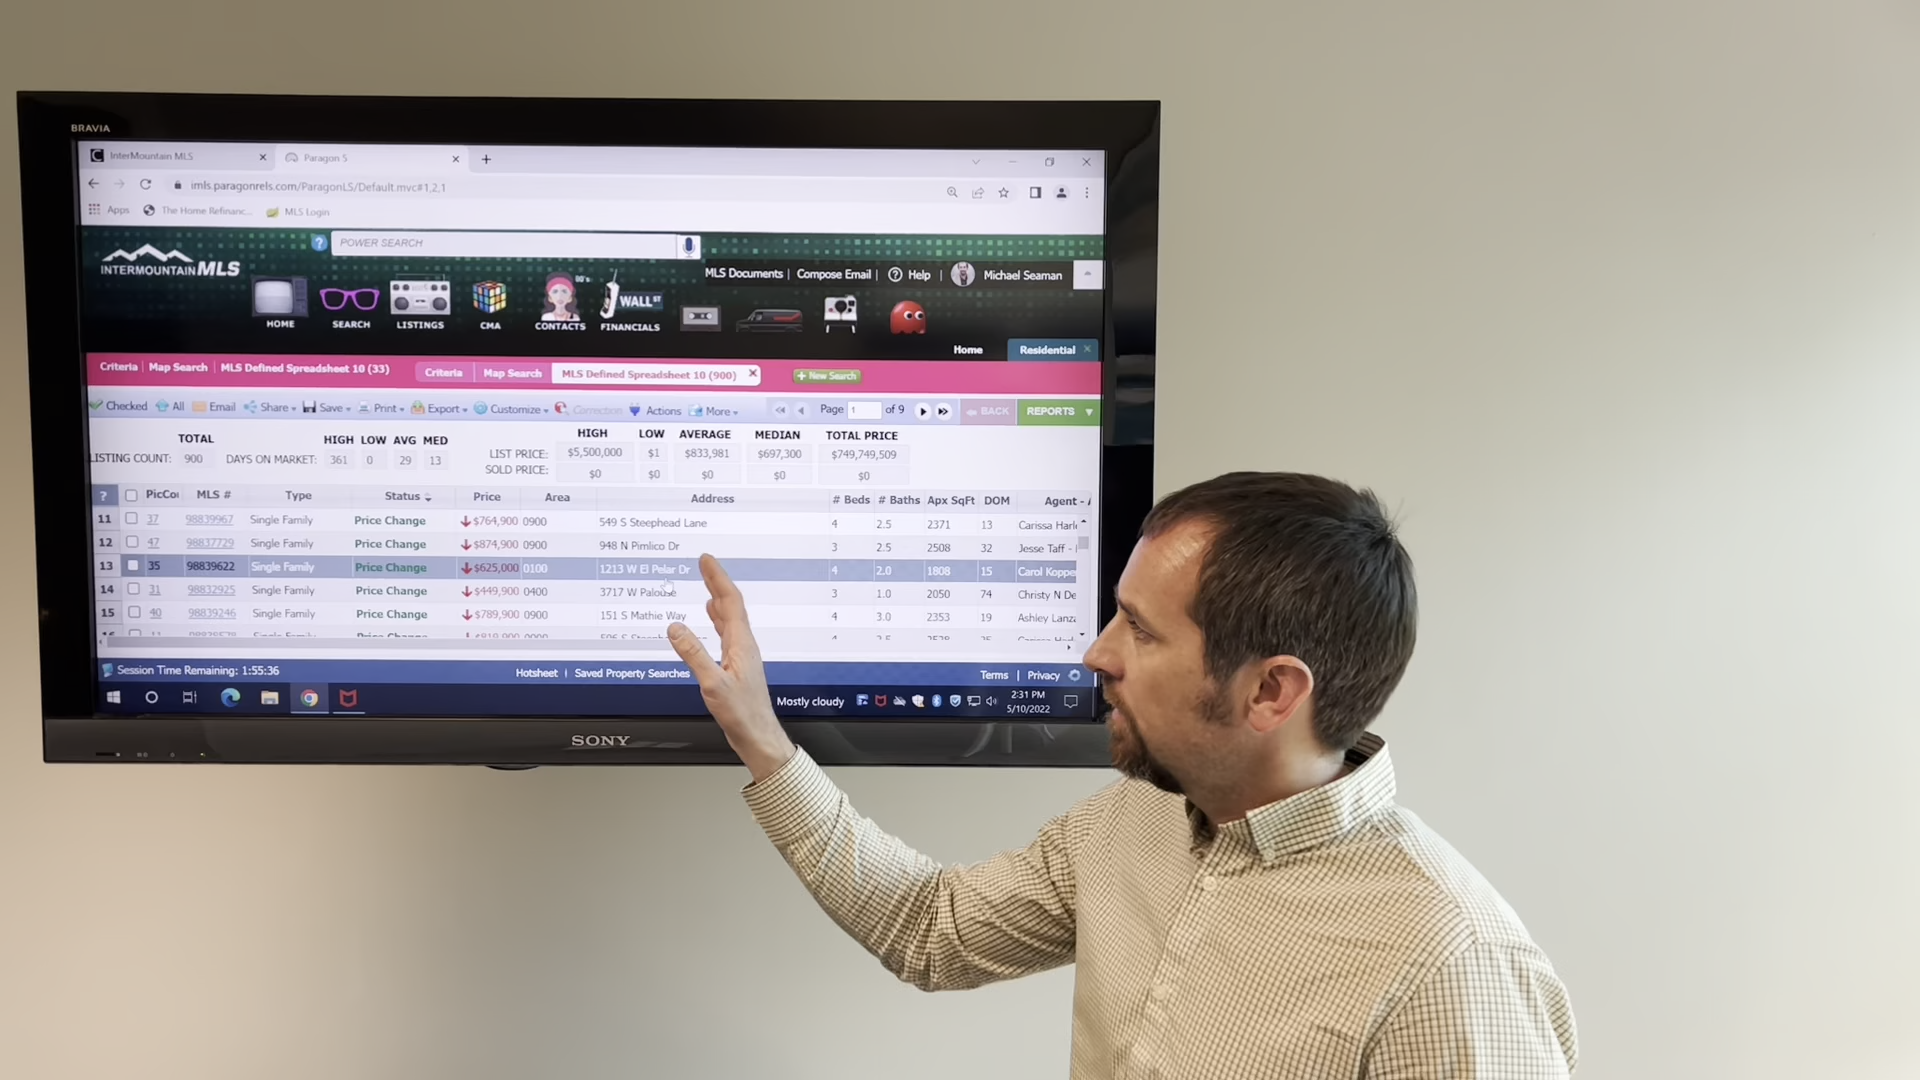 BRAVIA
InterMountain MLS
Paragon 5
imls.paragonrels.com/ParagonLS/Default.mvc#1,2,1
Apps The Home Refinanc... MLS Login
? POWER SEARCH
INTERMOUNTAIN MLS
MLS Documents | Compose Email | ? Help | Michael Seaman
80's WALL ST
HOME SEARCH LISTINGS CMA CONTACTS FINANCIALS
Home Residential
Criteria | Map Search | MLS Defined Spreadsheet 10 (33) Criteria | Map Search | MLS Defined Spreadsheet 10 (900) + New Search
Checked All Email Share Save Print Export Customize Correction Actions More Page 1 of 9 BACK REPORTS
TOTAL HIGH LOW AVG MED HIGH LOW AVERAGE MEDIAN TOTAL PRICE
LISTING COUNT: 900 DAYS ON MARKET: 361 0 29 13 LIST PRICE: $5,500,000 $1 $833,981 $697,300 $749,749,509
SOLD PRICE: $0 $0 $0 $0 $0
? PicCou MLS # Type Status Price Area Address # Beds # Baths Apx SqFt DOM Agent - A
11 37 98839967 Single Family Price Change $764,900 0900 549 S Steephead Lane 4 2.5 2371 13 Carissa Harl
12 47 98837729 Single Family Price Change $874,900 0900 948 N Pimlico Dr 3 2.5 2508 32 Jesse Taff -
13 35 98839622 Single Family Price Change $625,000 0100 1213 W El Pelar Dr 4 2.0 1808 15 Carol Koppe
14 31 98832925 Single Family Price Change $449,900 0400 3717 W Palouse 3 1.0 2050 74 Christy N De
15 40 98839246 Single Family Price Change $789,900 0900 151 S Mathie Way 4 3.0 2353 19 Ashley Lanza
Session Time Remaining: 1:55:36 Hotsheet | Saved Property Searches Terms | Privacy
Mostly cloudy 2:31 PM
5/10/2022
SONY